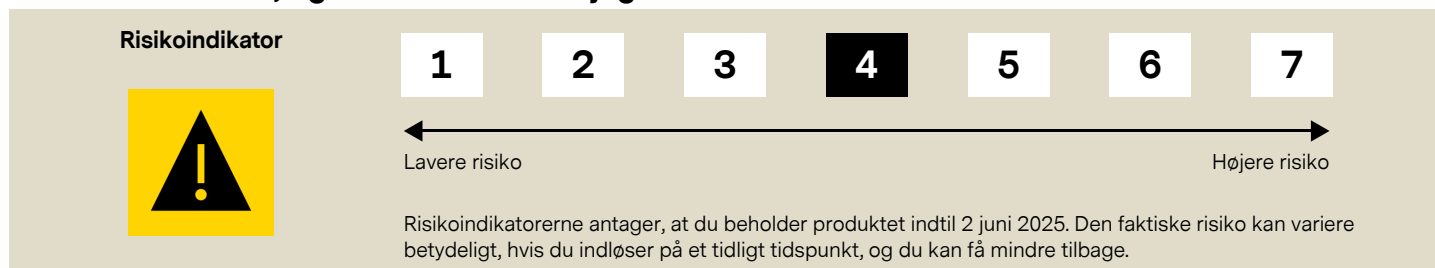 Risikoindikator
1 2 3 4 5 6 7
Lavere risiko Højere risiko
Risikoindikatorerne antager, at du beholder produktet indtil 2 juni 2025. Den faktiske risiko kan variere
betydeligt, hvis du indløser på et tidligt tidspunkt, og du kan få mindre tilbage.